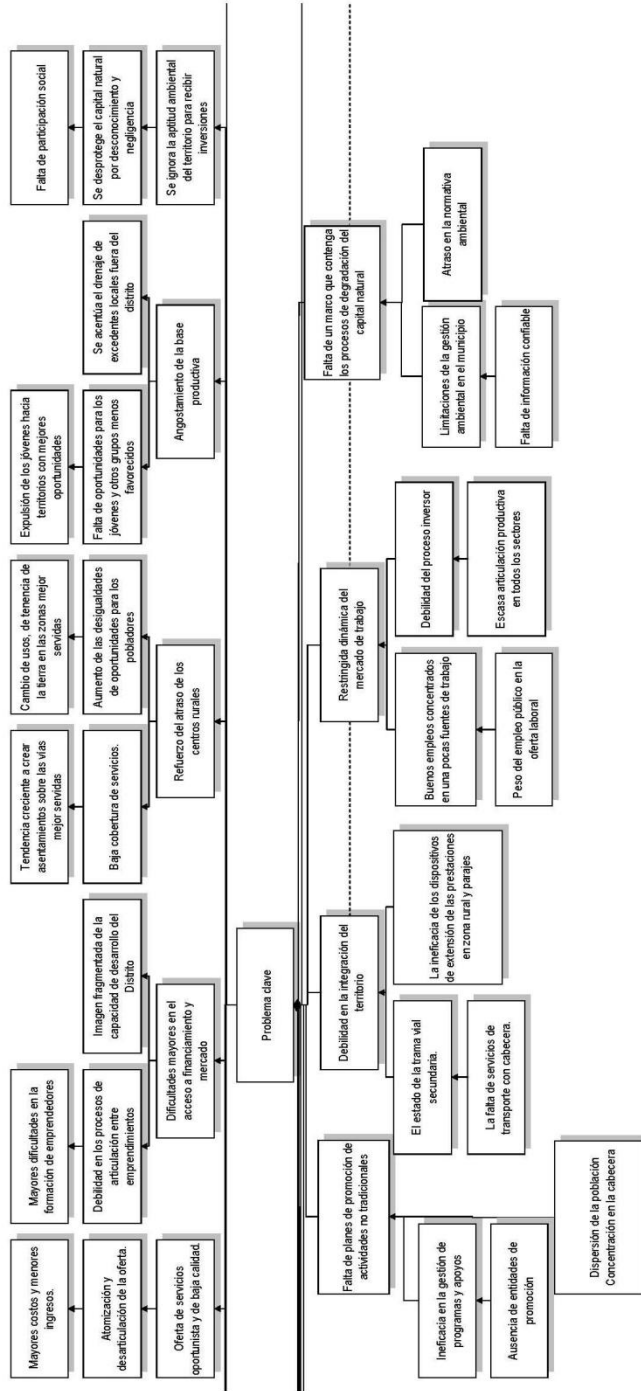 Mayores costos y menores
ingresos.
Mayores dificultades en la
formación de emprendedores
Tendencia creciente a crear
asentamientos sobre las vías
mejor servidas
Cambio de usos, de tenencia de
la tierra en las zonas mejor
servidas
Expulsión de los jóvenes hacia
territorios con mejores
oportunidades
Falta de participación social
Atomización y
desarticulación de la oferta.
Debilidad en los procesos de
articulación entre
emprendimientos
Imagen fragmentada de la
capacidad de desarrollo del
Distrito
Baja cobertura de servicios.
Aumento de las desigualdades
de oportunidades para los
pobladores
Falta de oportunidades para los
jóvenes y otros grupos menos
favorecidos
Se acentúa el drenaje de
excedentes locales fuera del
distrito
Se desprotege el capital natural
por desconocimiento y
negligencia
Oferta de servicios
oportunista y de baja calidad.
Dificultades mayores en el
acceso a financiamiento y
mercado
Refuerzo del atraso de los
centros rurales
Angostamiento de la base
productiva
Se ignora la aptitud ambiental
del territorio para recibir
inversiones
Problema clave
Falta de planes de promoción de
actividades no tradicionales
Debilidad en la integración del
territorio
Restringida dinámica del
mercado de trabajo
Falta de un marco que contenga
los procesos de degradación del
capital natural
Ineficacia en la gestión de
programas y apoyos
El estado de la trama vial
secundaria.
La ineficacia de los dispositivos
de extensión de las prestaciones
en zona rural y parajes
Buenos empleos concentrados
en una pocas fuentes de trabajo
Debilidad del proceso inversor
Limitaciones de la gestión
ambiental en el municipio
Atraso en la normativa
ambiental
Ausencia de entidades de
promoción
La falta de servicios de
transporte con cabecera.
Peso del empleo público en la
oferta laboral
Escasa articulación productiva
en todos los sectores
Falta de información confiable
Dispersión de la población
Concentración en la cabecera